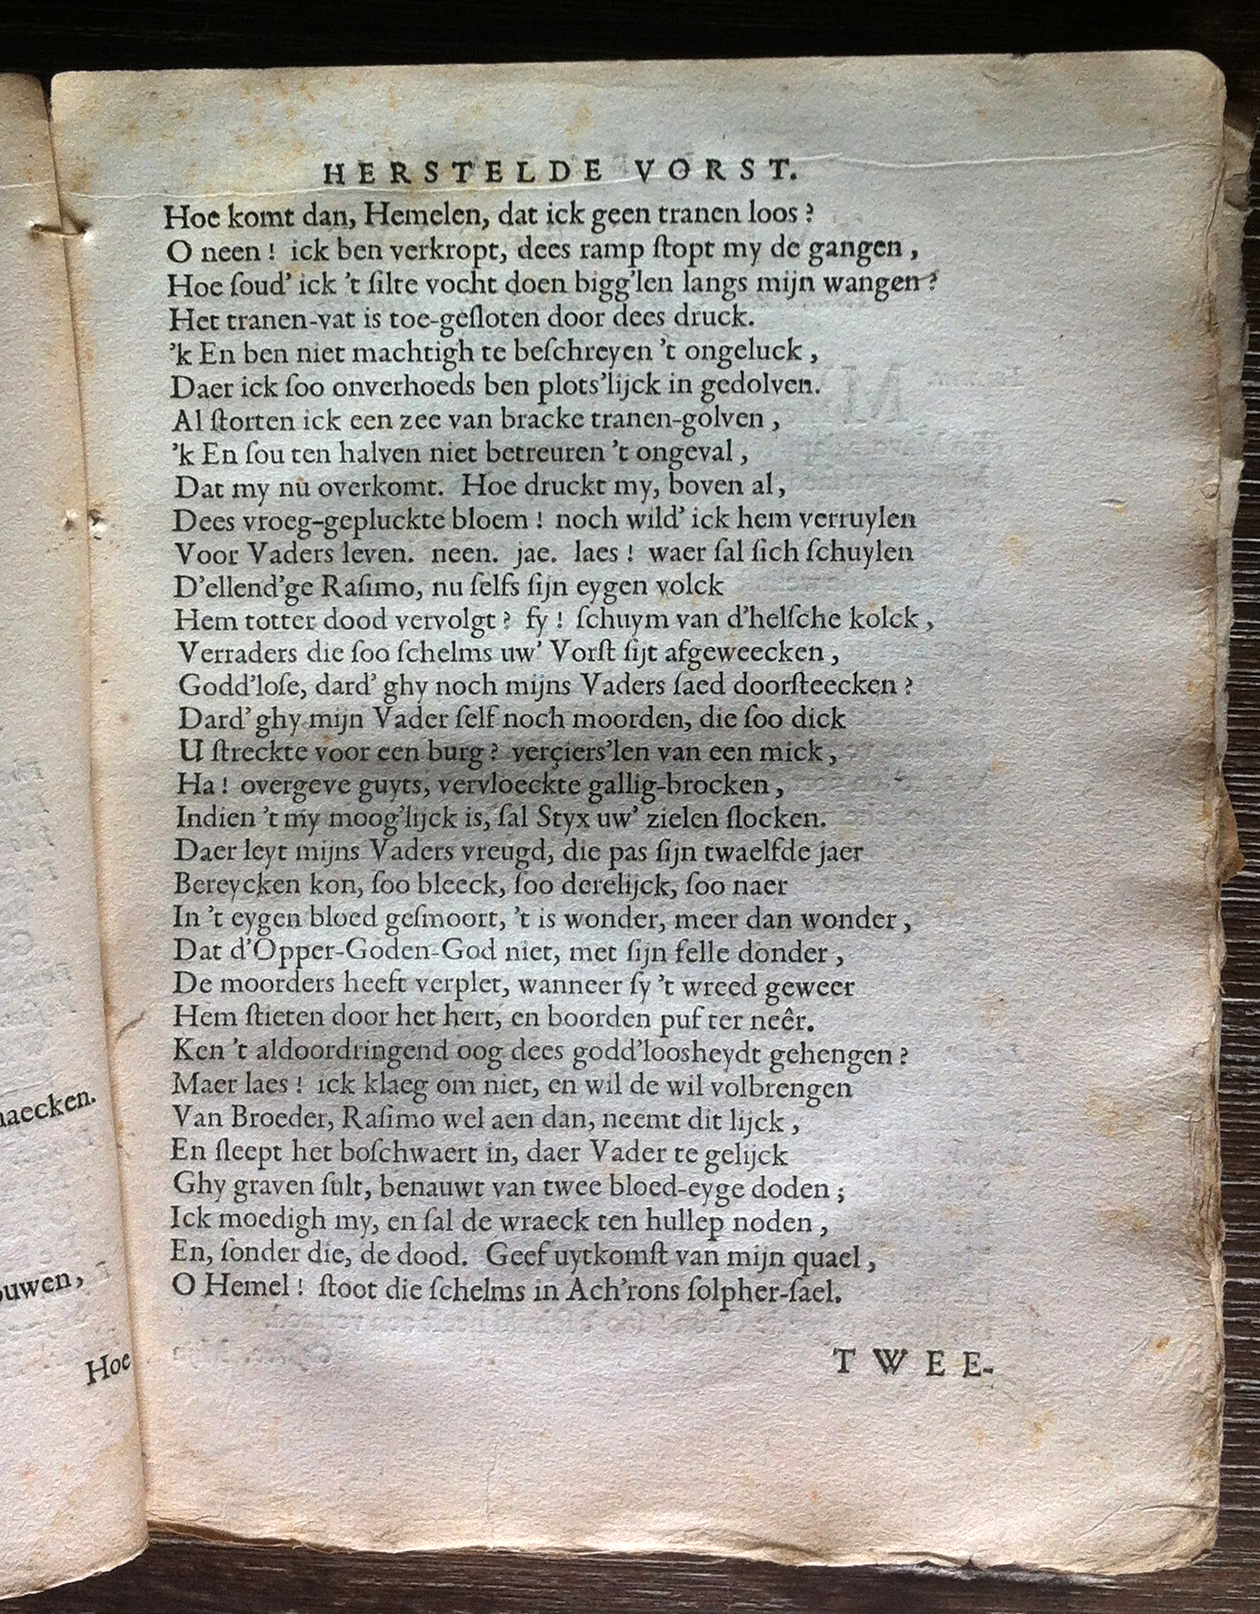 HERSTELDE VORST.
Hoe komt dan, Hemelen, dat ick geen tranen loos?
O neen! ick ben verkropt, dees ramp ſtopt my de gangen,
Hoe ſoud' ick 't ſilte vocht doen bigg'len langs mijn wangen?
Het tranen-vat is toe-geſloten door dees druck.
'k En ben niet machtigh te beſchreyen 't ongeluck,
Daer ick ſoo onverhoeds ben plots'lijck in gedolven.
Al ſtorten ick een zee van bracke tranen-golven,
'k En ſou ten halven niet betreuren 't ongeval,
Dat my nù overkomt. Hoe druckt my, boven al,
Dees vroeg-gepluckte bloem! noch wild' ick hem verruylen
Voor Vaders leven. neen. jae. laes! waer ſal ſich ſchuylen
D'ellend'ge Raſimo, nu ſelfs ſijn eygen volck
Hem totter dood vervolgt? fy! ſchuym van d'helſche kolck,
Verraders die ſoo ſchelms uw' Vorſt ſijt afgeweecken,
Godd'loſe, dard' ghy noch mijns Vaders ſaed doorſteecken?
Dard' ghy mijn Vader ſelf noch moorden, die ſoo dick
U ſtreckte voor een burg? verçiers'len van een mick,
Ha! overgeve guyts, vervloeckte gallig-brocken,
Indien 't my moog'lijck is, ſal Styx uw' zielen ſlocken.
Daer leyt mijns Vaders vreugd, die pas ſijn twaelfde jaer
Bereycken kon, ſoo bleeck, ſoo derelijck, ſoo naer
In 't eygen bloed geſmoort, 't is wonder, meer dan wonder,
Dat d'Opper-Goden-God niet, met ſijn felle donder,
De moorders heeft verplet, wanneer ſy 't wreed geweer
Hem ſtieten door het hert, en boorden puf ter neêr.
Ken 't aldoordringend oog dees godd'loosheydt gehengen?
Maer laes! ick klaeg om niet, en wil de wil volbrengen
Van Broeder, Raſimo wel aen dan, neemt dit lijck,
En ſleept het boſchwaert in, daer Vader te gelijck
Ghy graven ſult, benauwt van twee bloed-eyge doden;
Ick moedigh my, en ſal de wraeck ten hullep noden,
En, ſonder die, de dood. Geef uytkomſt van mijn quael,
O Hemel! ſtoot die ſchelms in Ach'rons ſolpher-ſael.
TWEE-
naecken.
ouwen,
Hoe